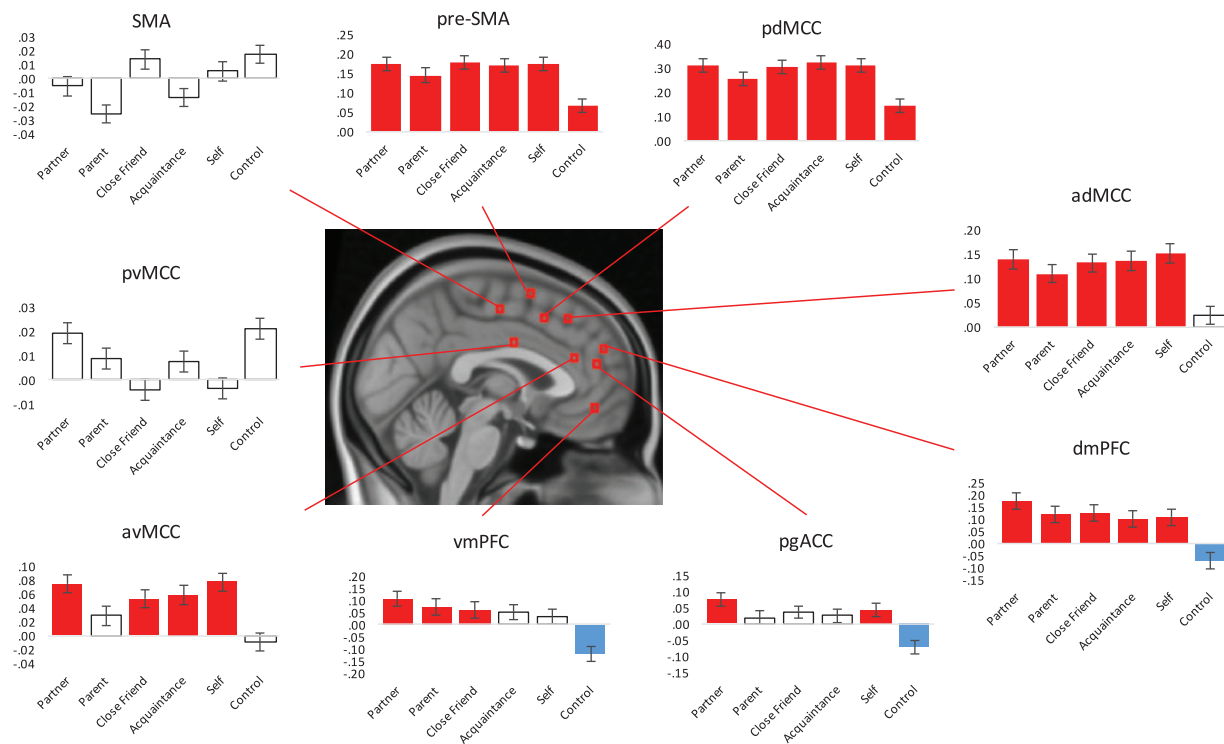 SMA
.03
.02
.01
.00
-.01
-.02
-.03
-.04
Partner
Parent
Close Friend
Acquaintance
Self
Control
pre-SMA
.25
.20
.15
.10
.05
.00
Partner
Parent
Close Friend
Acquaintance
Self
Control
pdMCC
.40
.30
.20
.10
.00
Partner
Parent
Close Friend
Acquaintance
Self
Control
adMCC
.20
.15
.10
.05
.00
Partner
Parent
Close Friend
Acquaintance
Self
Control
pvMCC
.03
.02
.01
.00
-.01
Partner
Parent
Close Friend
Acquaintance
Self
Control
dmPFC
.25
.20
.15
.10
.05
.00
-.05
-.10
-.15
Partner
Parent
Close Friend
Acquaintance
Self
Control
avMCC
.10
.08
.06
.04
.02
.00
-.02
-.04
Partner
Parent
Close Friend
Acquaintance
Self
Control
vmPFC
.20
.15
.10
.05
.00
-.05
-.10
-.15
-.20
Partner
Parent
Close Friend
Acquaintance
Self
Control
pgACC
.15
.10
.05
.00
-.05
-.10
-.15
Partner
Parent
Close Friend
Acquaintance
Self
Control